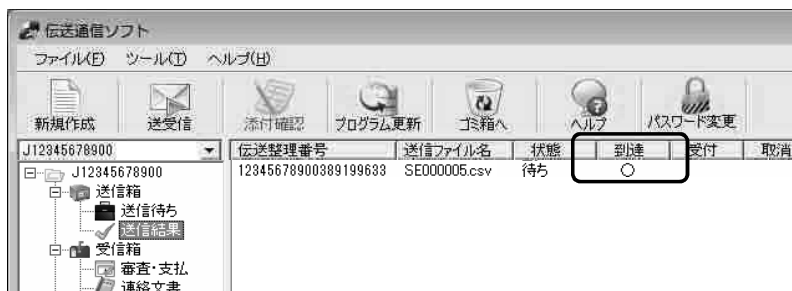 伝送通信ソフト
ファイル(F) ツール(T) ヘルプ(H)
新規作成 送受信 添付確認 プログラム更新 ゴミ箱へ ヘルプ パスワード変更
J12345678900 伝送整理番号 送信ファイル名 状態 到達 受付 取消
J12345678900 12345678900389199633 SE000005.csv 待ち ○
送信箱
送信待ち
送信結果
受信箱
審査・支払
連絡文書